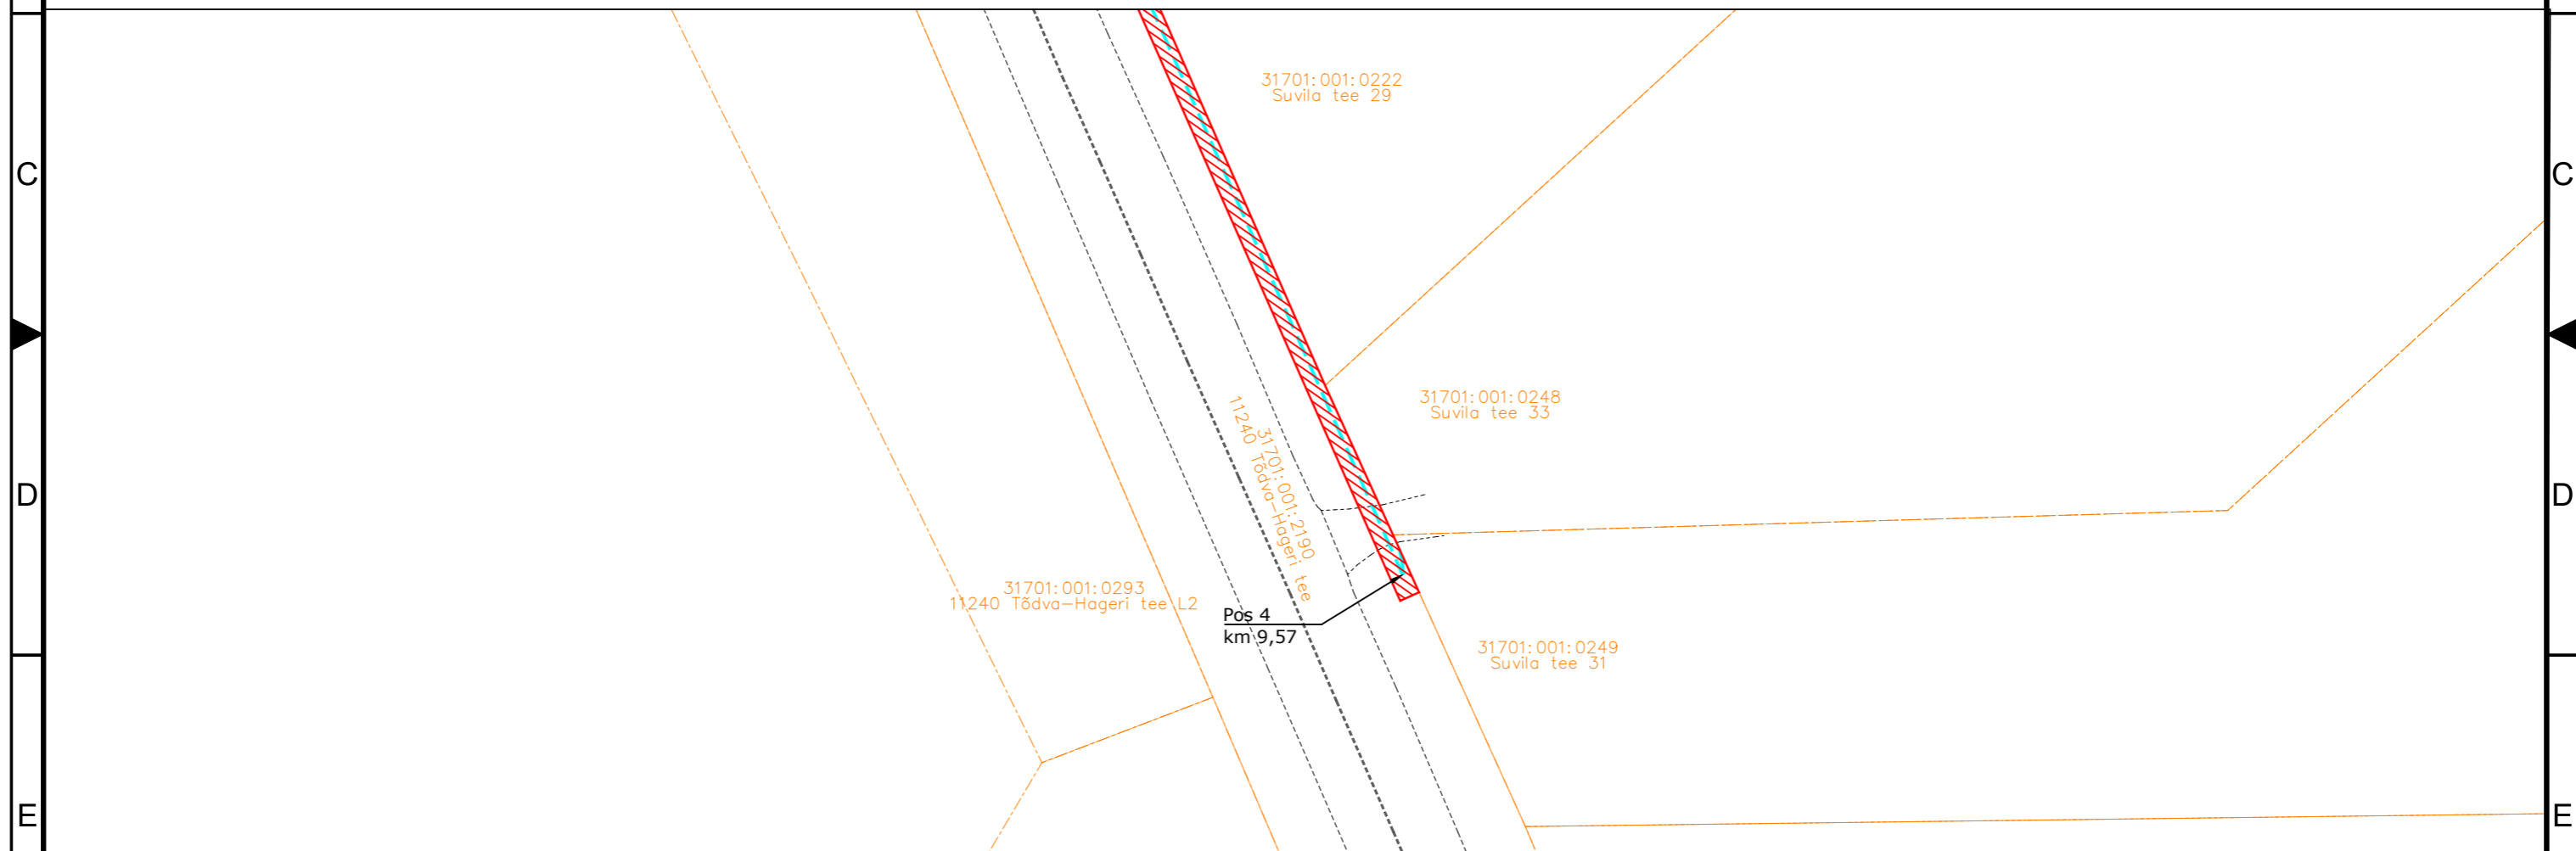 31701:001:0222
Suvila tee 29
C
C
31701:001:0248
Suvila tee 33
31701:001:2190
11240 Tõdva-Hageri tee
D
D
31701:001:0293
11240 Tõdva-Hageri tee L2
Pos 4
km 9,57
31701:001:0249
Suvila tee 31
E
E